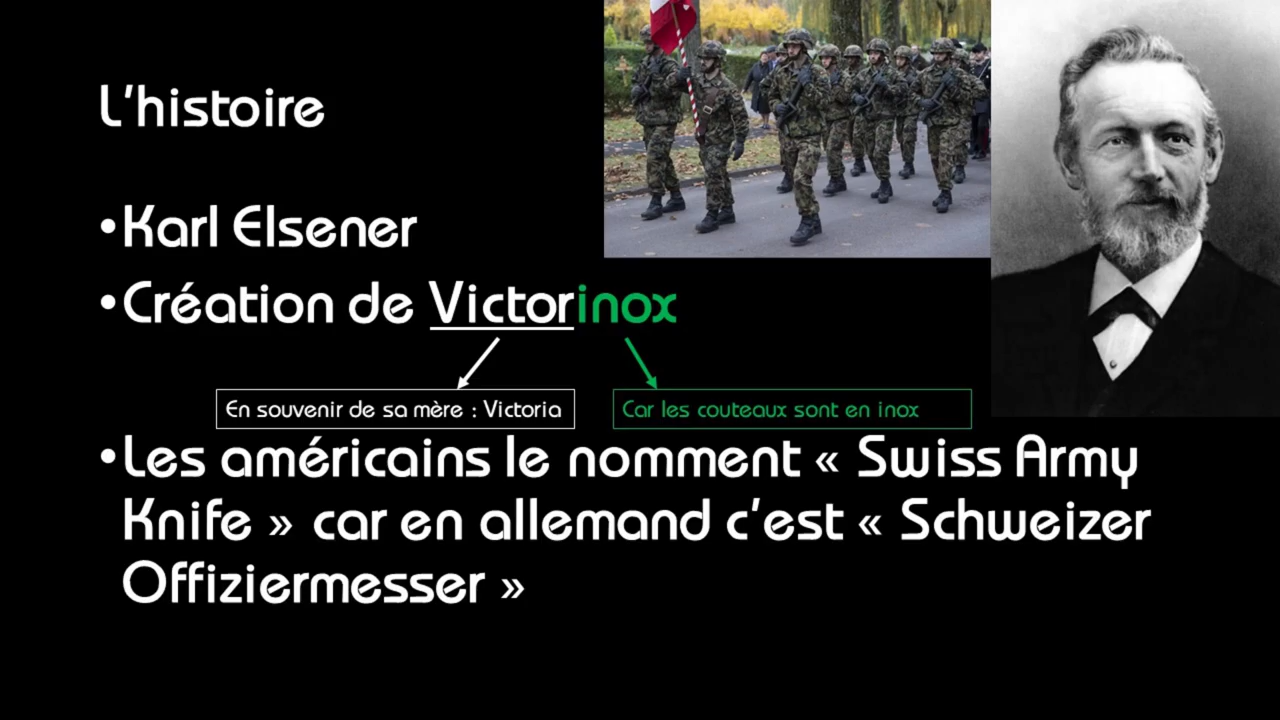 L'histoire
•Karl Elsener
•Création de Victorinox
En souvenir de sa mère : Victoria
Car les couteaux sont en inox
•Les américains le nomment « Swiss Army
Knife » car en allemand c'est « Schweizer
Offiziermesser »